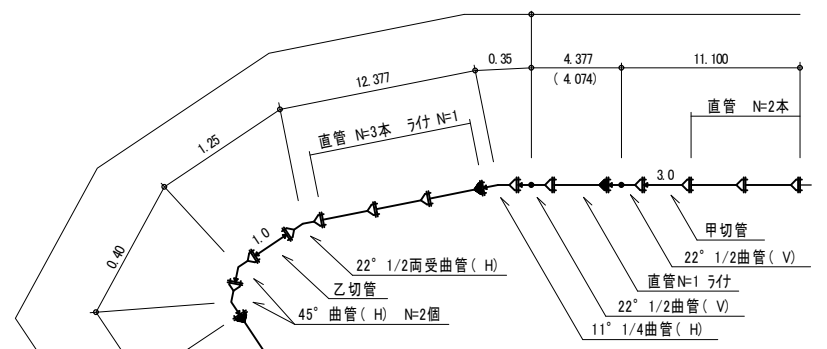 0.35
4.377
(4.074)
11.100
12.377
直管 N=2本
直管 N=3本 ﾗｲﾅ N=1
1.25
3.0
甲切管
0.40
1.0
22° 1/2両受曲管(H)
22° 1/2曲管(V)
乙切管
直管N=1 ﾗｲﾅ
45° 曲管(H) N=2個
22° 1/2曲管(V)
11° 1/4曲管(H)